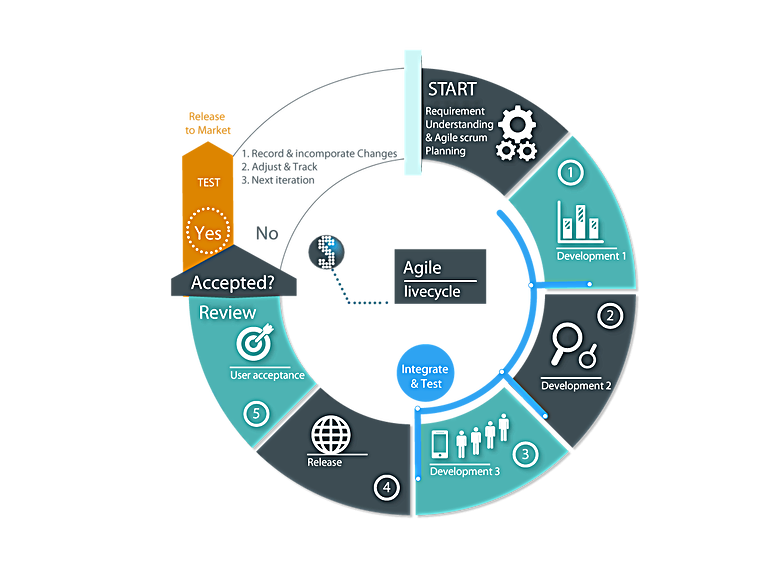 START
Requirement
Understanding
& Agile scrum
Planning
1
Development 1
2
Development 2
3
Development 3
4
Release
5
User acceptance
Review
Accepted?
Yes
TEST
Release
to Market
No
1. Record & incomporate Changes
2. Adjust & Track
3. Next iteration
Agile
livecycle
Integrate
& Test
S